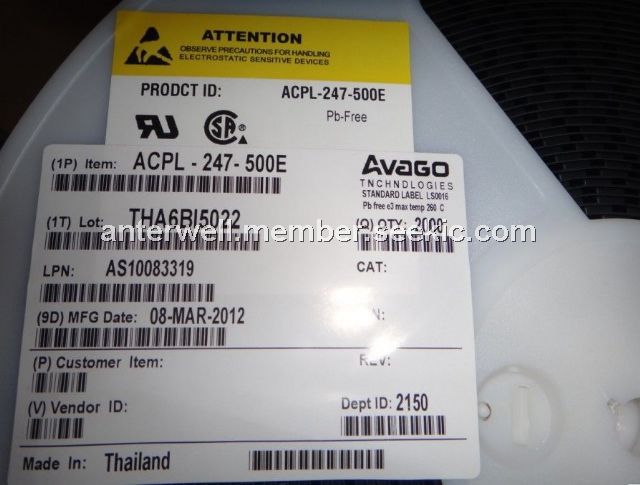 ATTENTION
OBSERVE PRECAUTIONS FOR HANDLING
ELECTROSTATIC SENSITIVE DEVICES
PRODCT ID: ACPL-247-500E
Pb-Free
(1P) Item: ACPL - 247- 500E
AVAGO
TNCHNDLOGIES
STANDARD LABEL LS0016
Pb free e3 max temp 260 C
(1T) Lot: THA6BI5022
(Q) QTY: 2000
anterwell.member.seekic.com
LPN: AS10083319
CAT:
(9D) MFG Date: 08-MAR-2012
(P) Customer Item:
REV:
(V) Vendor ID:
Dept ID: 2150
Made In: Thailand